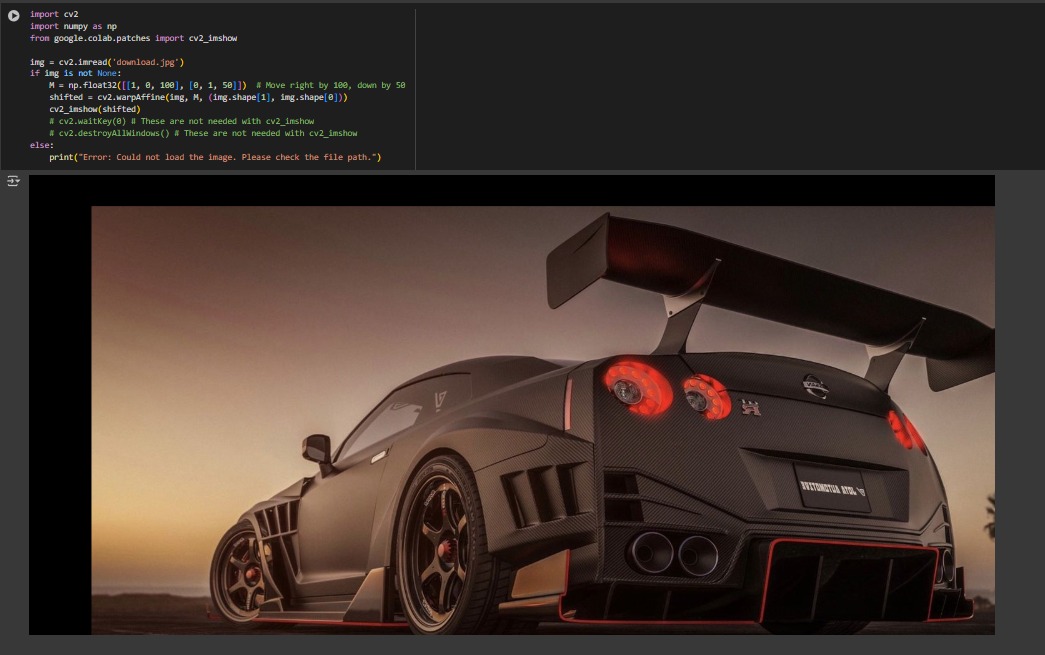 import cv2
import numpy as np
from google.colab.patches import cv2_imshow
img = cv2.imread('download.jpg')
if img is not None:
    M = np.float32([[1, 0, 100], [0, 1, 50]])  # Move right by 100, down by 50
    shifted = cv2.warpAffine(img, M, (img.shape[1], img.shape[0]))
    cv2_imshow(shifted)
    # cv2.waitKey(0) # These are not needed with cv2_imshow
    # cv2.destroyAllWindows() # These are not needed with cv2_imshow
else:
    print("Error: Could not load the image. Please check the file path.")